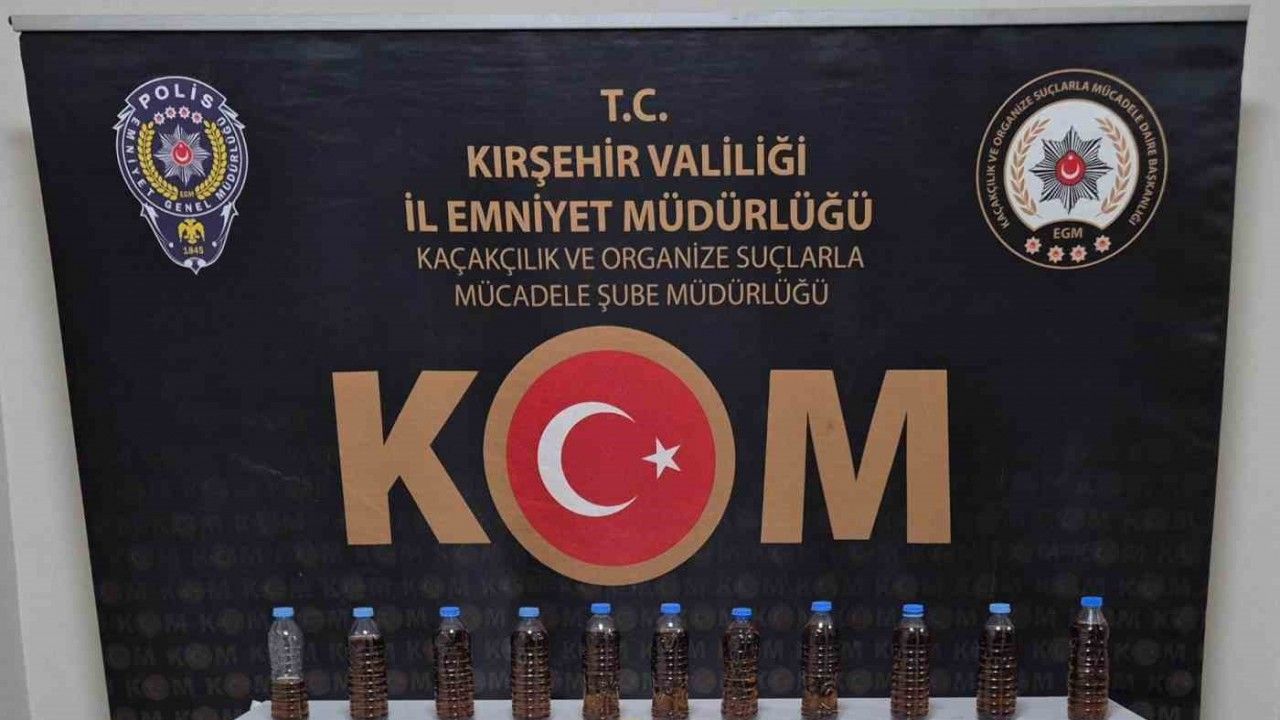 POLİS
EMNİYET GENEL MÜDÜRLÜĞÜ
EGM
1845
T.C.
KIRŞEHİR VALİLİĞİ
İL EMNİYET MÜDÜRLÜĞÜ
KAÇAKÇILIK VE ORGANİZE SUÇLARLA
MÜCADELE ŞUBE MÜDÜRLÜĞÜ
KAÇAKÇILIK VE ORGANİZE SUÇLARLA MÜCADELE DAİRE BAŞKANLIĞI
EGM
KOM